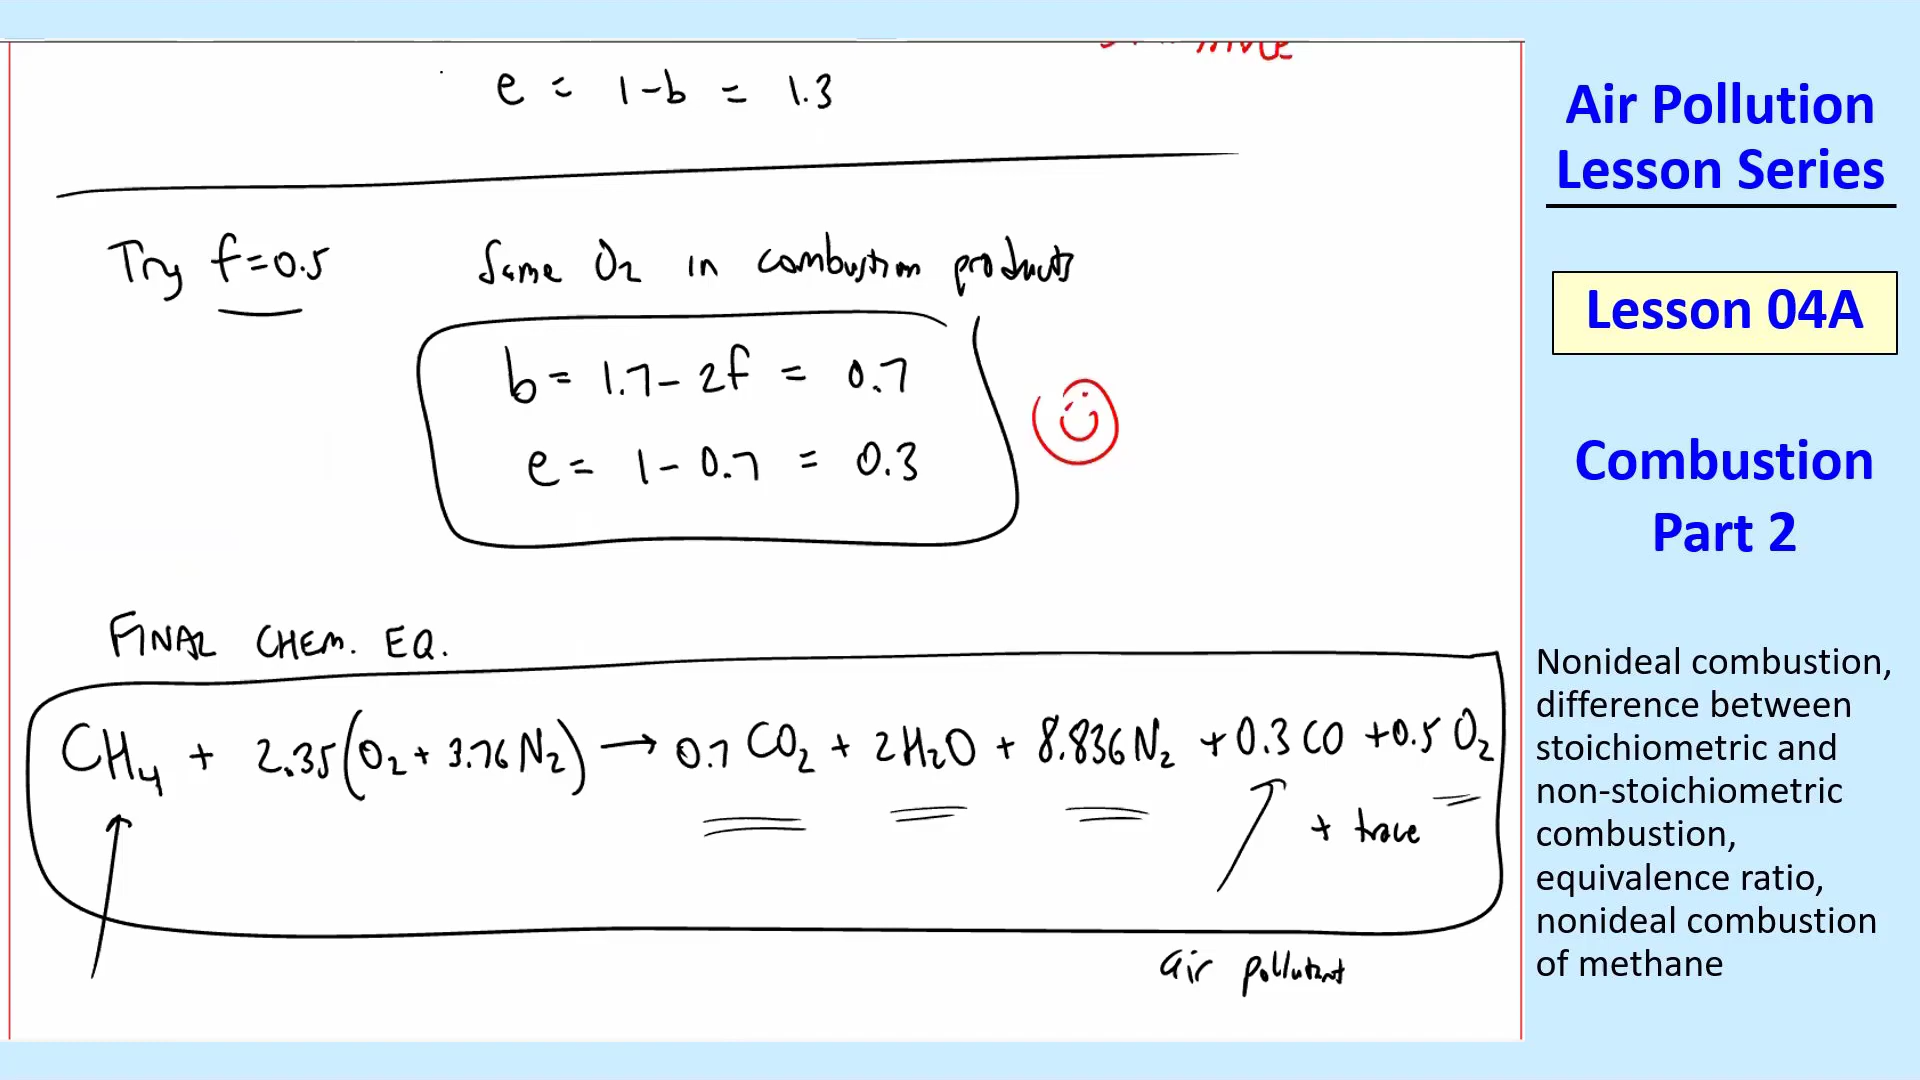 e = 1-b = 1.3
Try f=0.5 Same O₂ in combustion products
b = 1.7 - 2f = 0.7
e = 1 - 0.7 = 0.3
FINAL CHEM. EQ.
CH₄ + 2.35(O₂ + 3.76 N₂) → 0.7 CO₂ + 2H₂O + 8.836 N₂ + 0.3 CO + 0.5 O₂
+ trace
air pollutant
Air Pollution
Lesson Series
Lesson 04A
Combustion
Part 2
Nonideal combustion,
difference between
stoichiometric and
non-stoichiometric
combustion,
equivalence ratio,
nonideal combustion
of methane